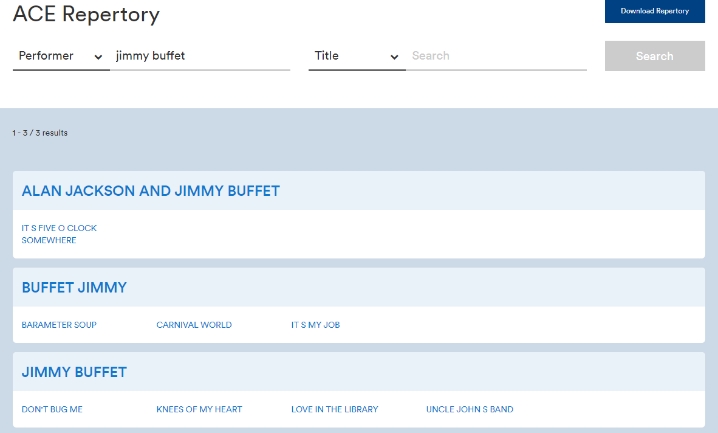 ACE Repertory
Download Repertory
Performer jimmy buffet Title Search Search
1 - 3 / 3 results
ALAN JACKSON AND JIMMY BUFFET
IT S FIVE O CLOCK
SOMEWHERE
BUFFET JIMMY
BARAMETER SOUP CARNIVAL WORLD IT S MY JOB
JIMMY BUFFET
DON'T BUG ME KNEES OF MY HEART LOVE IN THE LIBRARY UNCLE JOHN S BAND